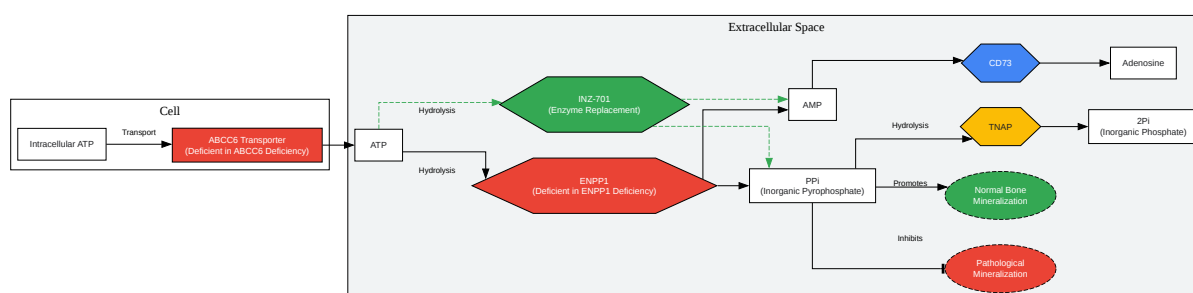 Extracellular Space
Cell
Intracellular ATP
Transport
ABCC6 Transporter
(Deficient in ABCC6 Deficiency)
ATP
Hydrolysis
Hydrolysis
INZ-701
(Enzyme Replacement)
ENPP1
(Deficient in ENPP1 Deficiency)
AMP
PPi
(Inorganic Pyrophosphate)
CD73
Adenosine
Hydrolysis
TNAP
2Pi
(Inorganic Phosphate)
Promotes
Normal Bone
Mineralization
Inhibits
Pathological
Mineralization